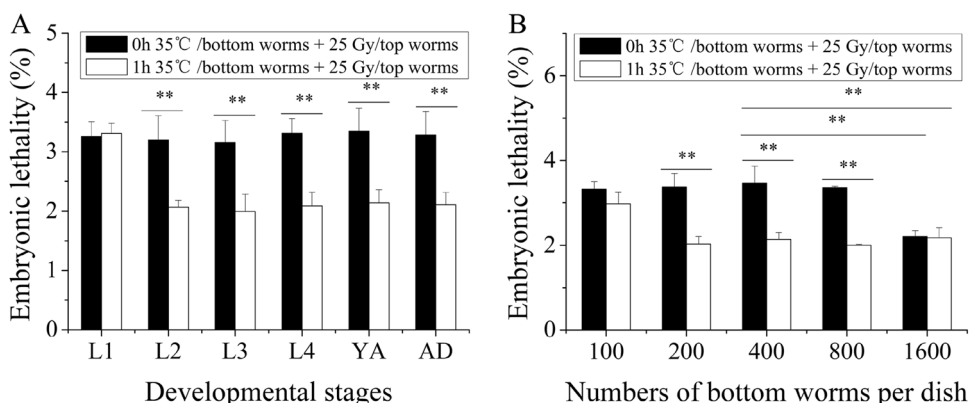 A
0h 35℃ /bottom worms + 25 Gy/top worms
1h 35℃ /bottom worms + 25 Gy/top worms
Embryonic lethality (%)
5
4
3
2
1
0
** ** ** ** **
L1 L2 L3 L4 YA AD
Developmental stages
B
0h 35℃ /bottom worms + 25 Gy/top worms
1h 35℃ /bottom worms + 25 Gy/top worms
Embryonic lethality (%)
6
4
2
0
**
**
** ** **
100 200 400 800 1600
Numbers of bottom worms per dish